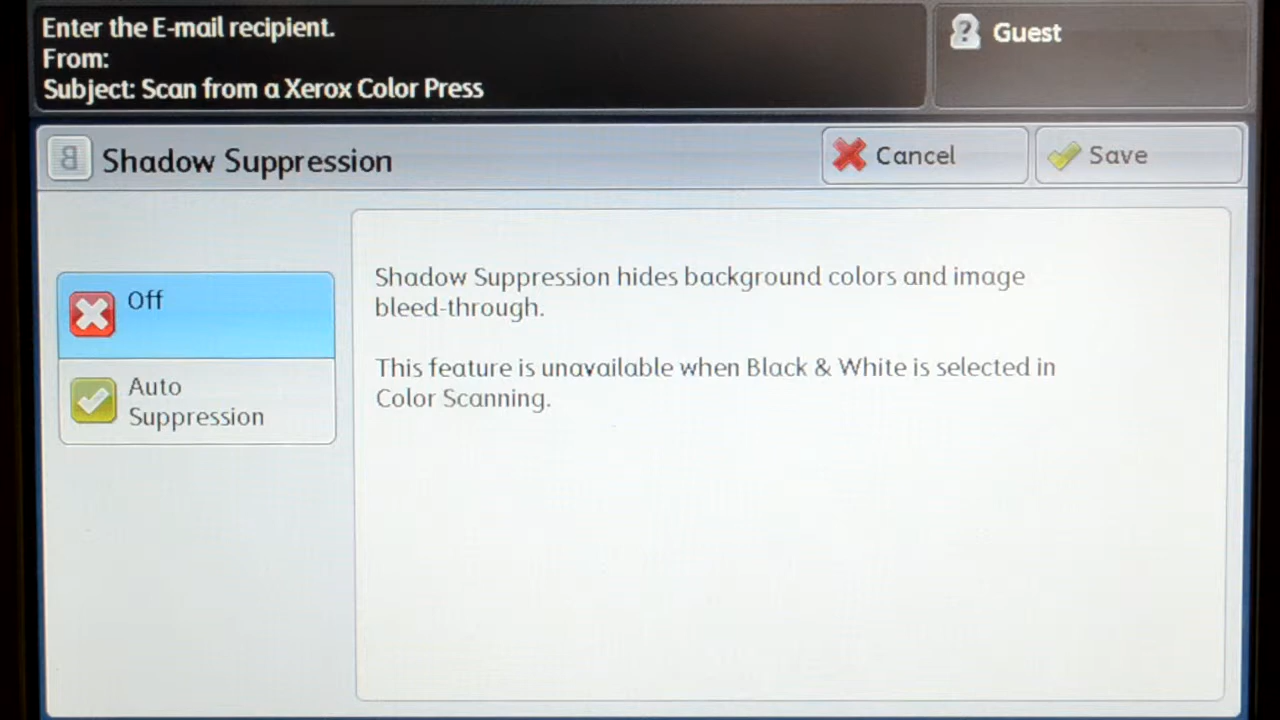 Enter the E-mail recipient.
From:
Subject: Scan from a Xerox Color Press
Guest
Shadow Suppression
Cancel
Save
Off
Auto
Suppression
Shadow Suppression hides background colors and image
bleed-through.
This feature is unavailable when Black & White is selected in
Color Scanning.